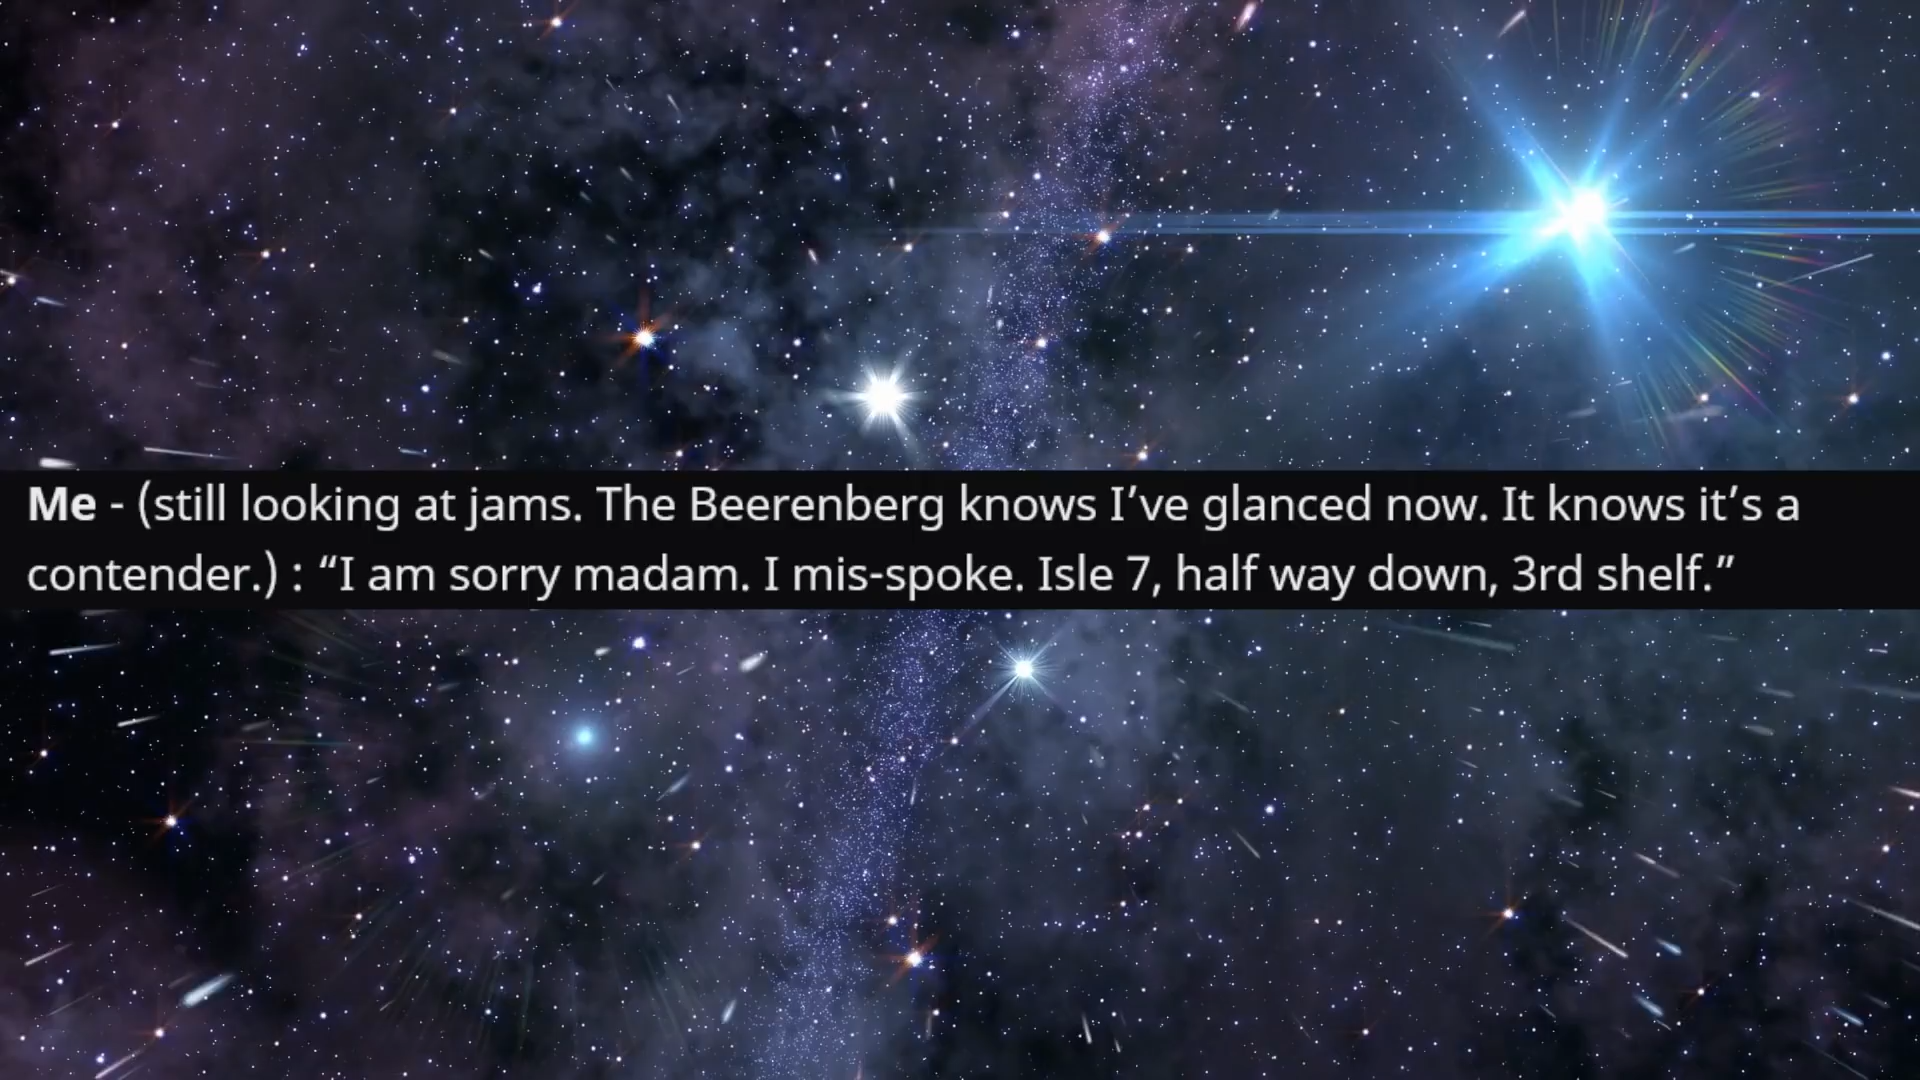 Me - (still looking at jams. The Beerenberg knows I’ve glanced now. It knows it’s a
contender.) : “I am sorry madam. I mis-spoke. Isle 7, half way down, 3rd shelf.”